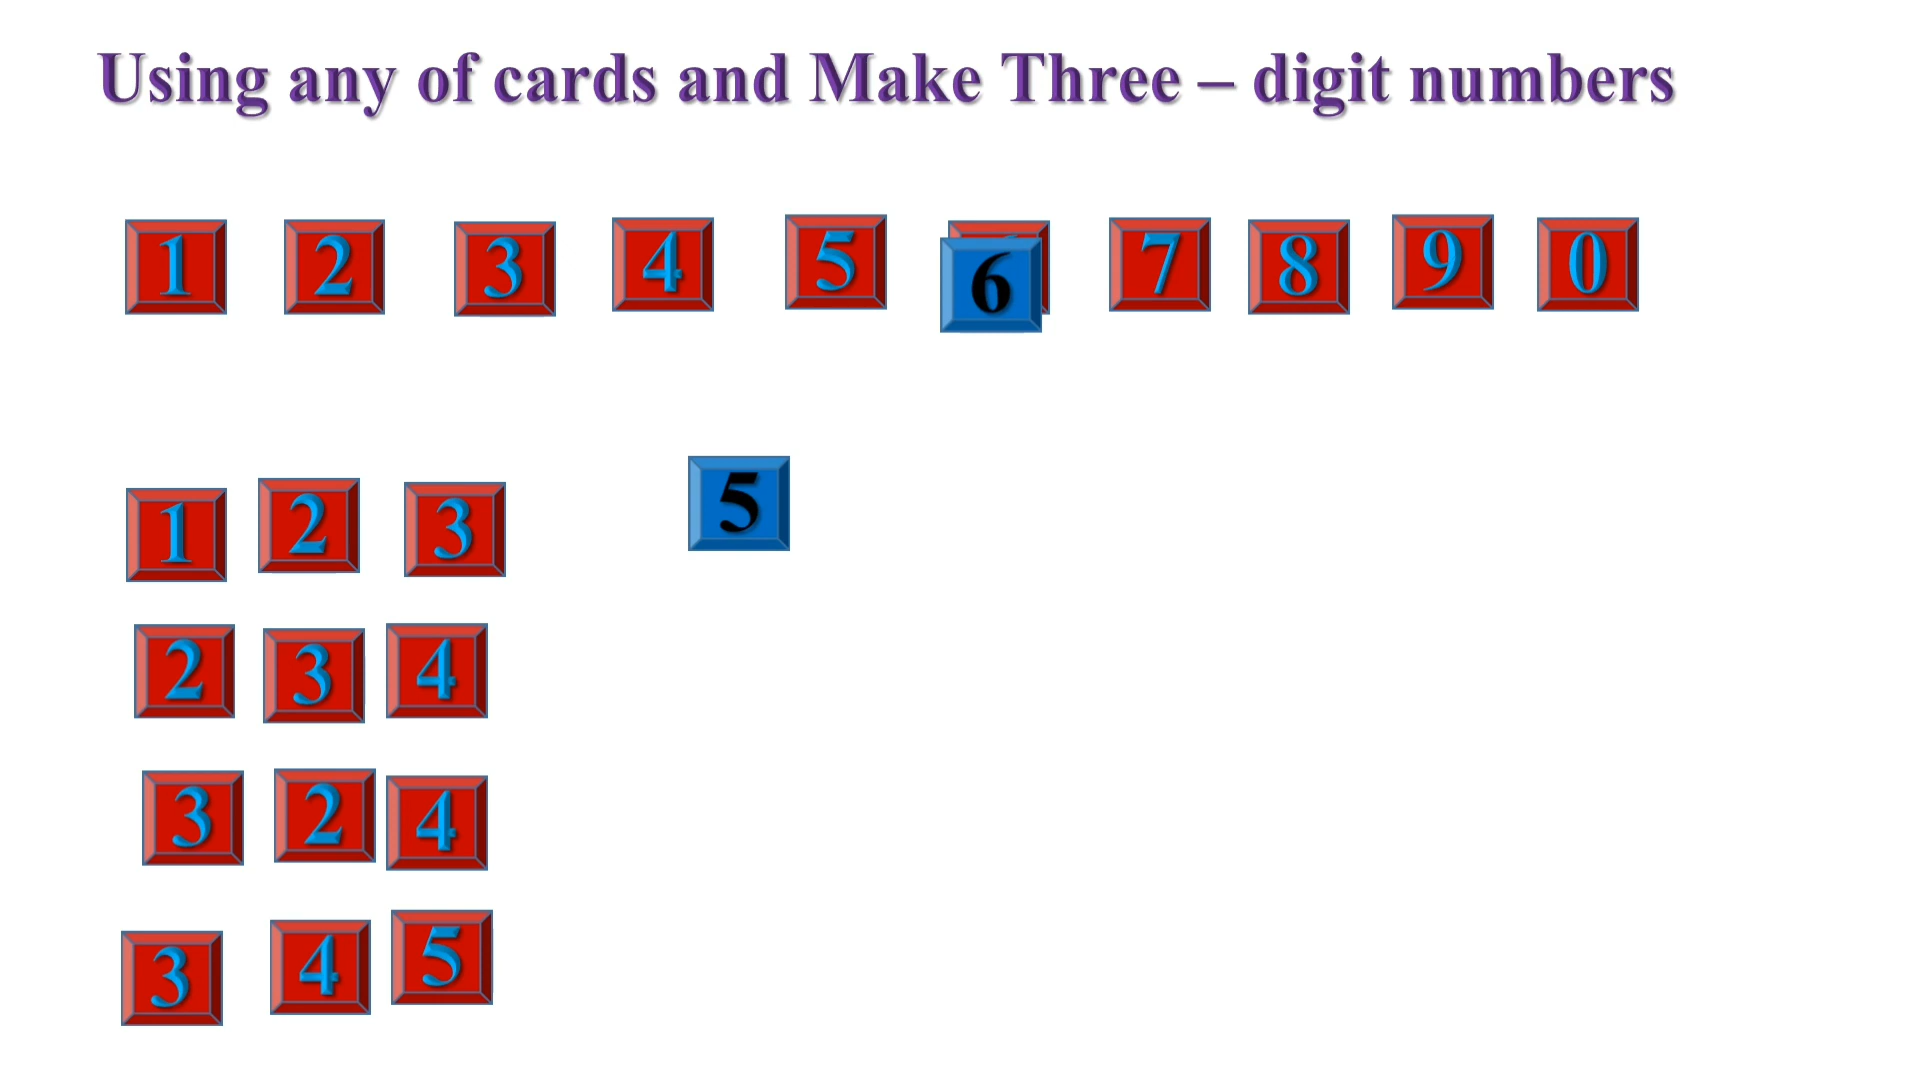 Using any of cards and Make Three – digit numbers
1 2 3 4 5 6 7 8 9 0
1 2 3 5
2 3 4
3 2 4
3 4 5